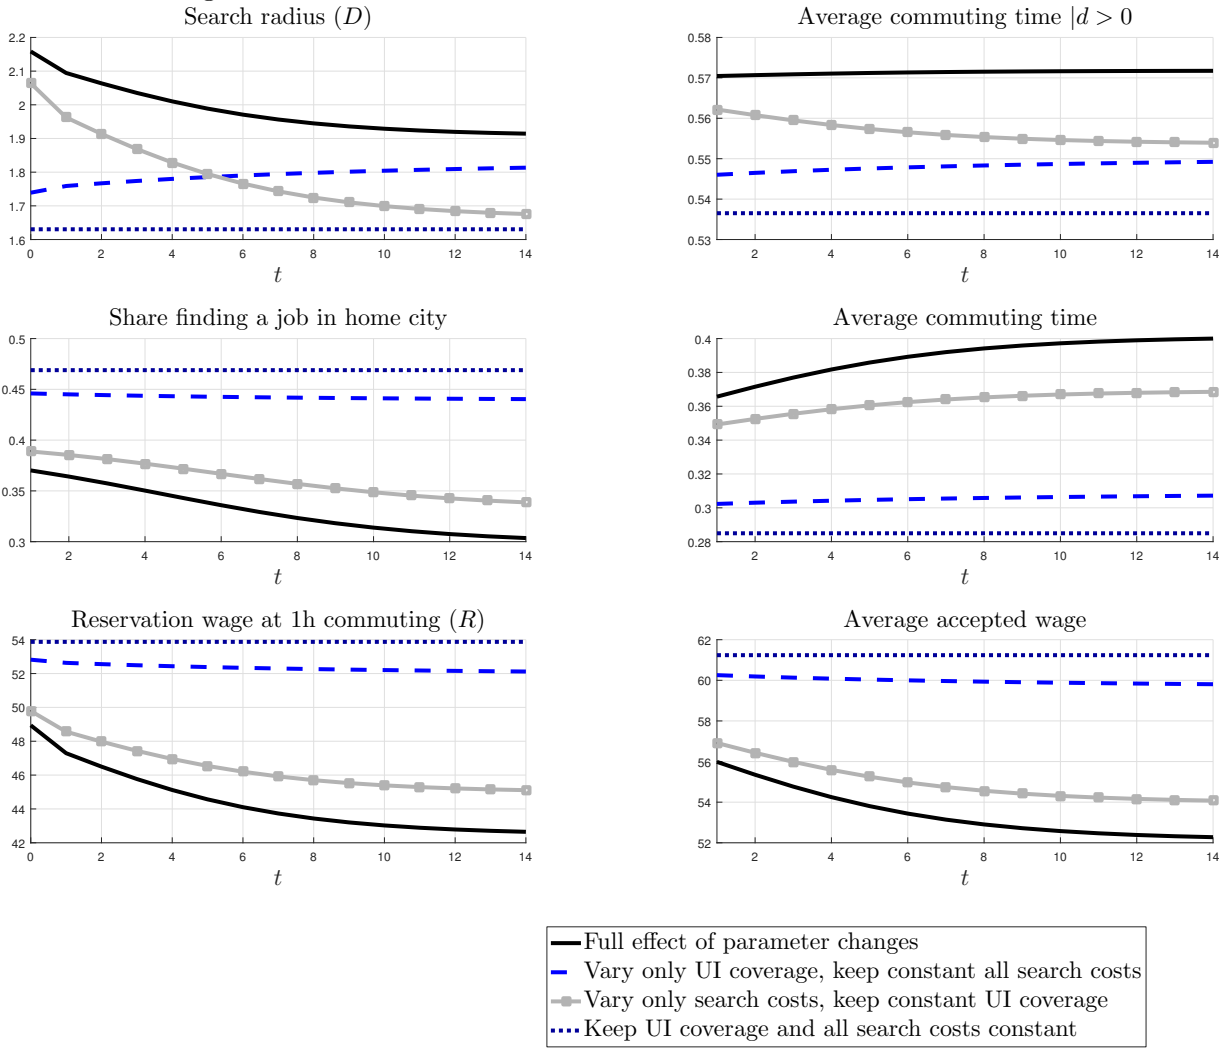 Search radius (D)
2.2
2.1
2
1.9
1.8
1.7
1.6
0 2 4 6 8 10 12 14
t
Average commuting time |d > 0
0.58
0.57
0.56
0.55
0.54
0.53
2 4 6 8 10 12 14
t
Share finding a job in home city
0.5
0.45
0.4
0.35
0.3
2 4 6 8 10 12 14
t
Average commuting time
0.4
0.38
0.36
0.34
0.32
0.3
0.28
2 4 6 8 10 12 14
t
Reservation wage at 1h commuting (R)
54
52
50
48
46
44
42
0 2 4 6 8 10 12 14
t
Average accepted wage
62
60
58
56
54
52
2 4 6 8 10 12 14
t
Full effect of parameter changes
Vary only UI coverage, keep constant all search costs
Vary only search costs, keep constant UI coverage
Keep UI coverage and all search costs constant